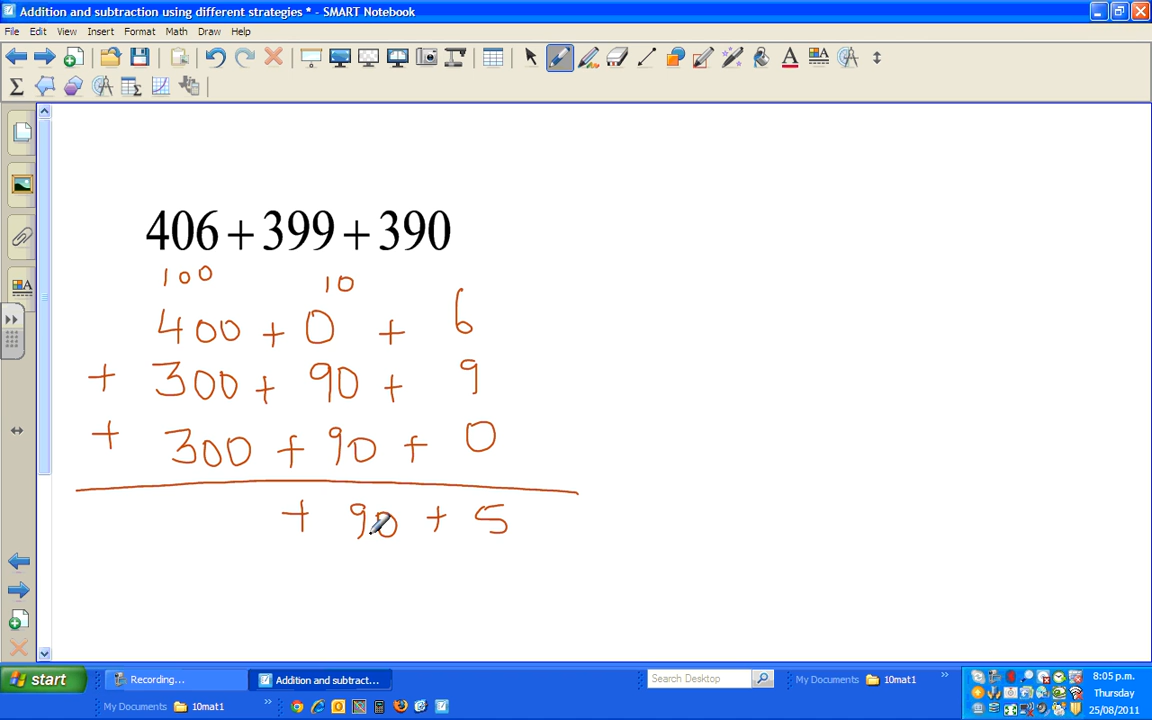 Addition and subtraction using different strategies * - SMART Notebook
File Edit View Insert Format Math Draw Help
406 + 399 + 390
100 10
400 + 0 + 6
+ 300 + 90 + 9
+ 300 + 90 + 0
+ 90 + 5
start Recording... Addition and subtract... Search Desktop My Documents 10mat1 8:05 p.m.
Thursday
My Documents 10mat1 25/08/2011